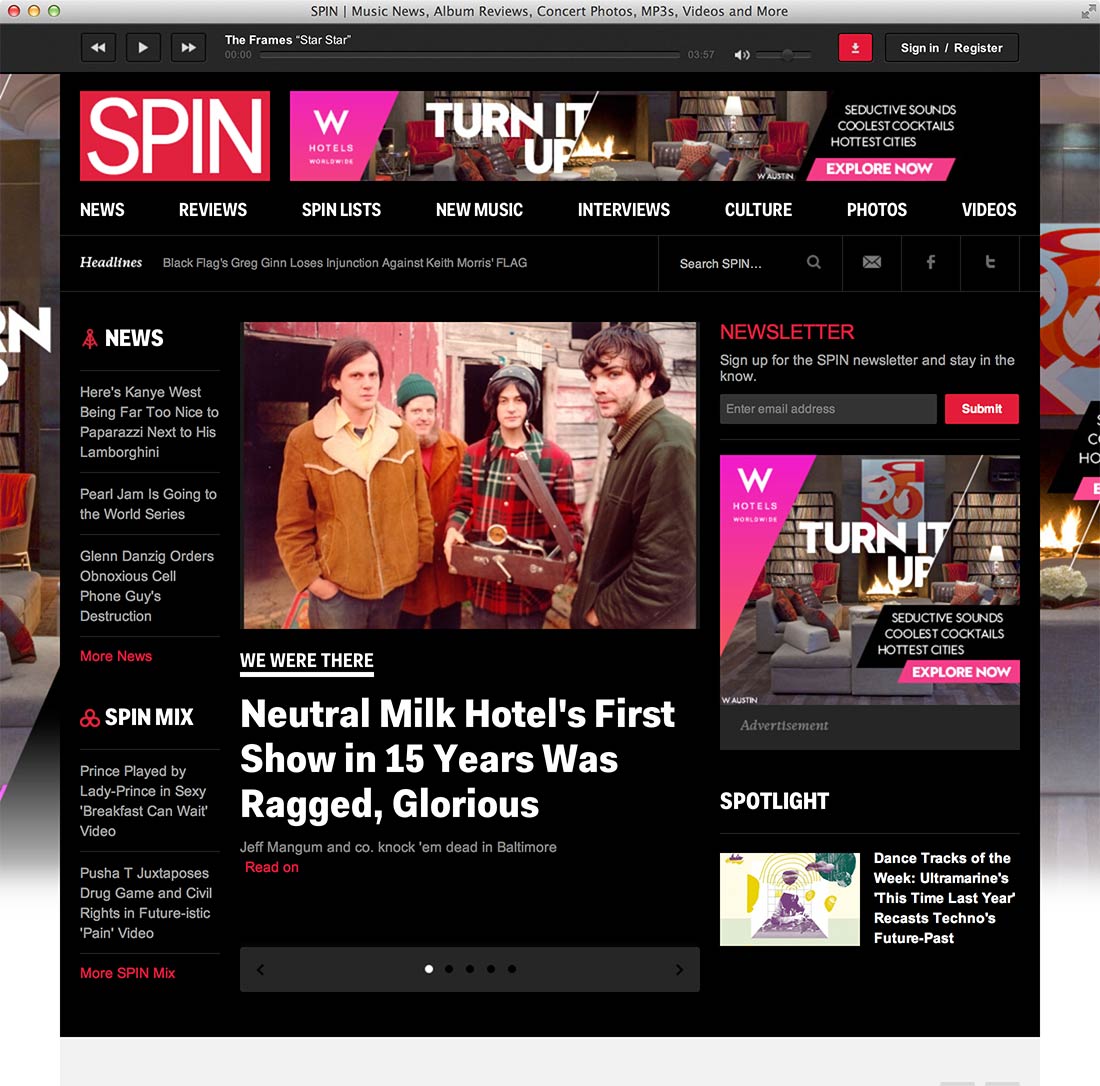 SPIN | Music News, Album Reviews, Concert Photos, MP3s, Videos and More
The Frames “Star Star”
00:00
03:57
Sign in / Register
SPIN
W
HOTELS
WORLDWIDE
TURN IT
UP
W AUSTIN
SEDUCTIVE SOUNDS
COOLEST COCKTAILS
HOTTEST CITIES
EXPLORE NOW
NEWS REVIEWS SPIN LISTS NEW MUSIC INTERVIEWS CULTURE PHOTOS VIDEOS
Headlines Black Flag's Greg Ginn Loses Injunction Against Keith Morris' FLAG
Search SPIN...
NEWS
Here's Kanye West
Being Far Too Nice to
Paparazzi Next to His
Lamborghini
Pearl Jam Is Going to
the World Series
Glenn Danzig Orders
Obnoxious Cell
Phone Guy's
Destruction
More News
SPIN MIX
Prince Played by
Lady-Prince in Sexy
'Breakfast Can Wait'
Video
Pusha T Juxtaposes
Drug Game and Civil
Rights in Future-istic
'Pain' Video
More SPIN Mix
WE WERE THERE
Neutral Milk Hotel's First
Show in 15 Years Was
Ragged, Glorious
Jeff Mangum and co. knock 'em dead in Baltimore
Read on
NEWSLETTER
Sign up for the SPIN newsletter and stay in the
know.
Enter email address
Submit
W
HOTELS
WORLDWIDE
TURN IT
UP
SEDUCTIVE SOUNDS
COOLEST COCKTAILS
HOTTEST CITIES
EXPLORE NOW
W AUSTIN
Advertisement
SPOTLIGHT
Dance Tracks of the
Week: Ultramarine's
'This Time Last Year'
Recasts Techno's
Future-Past